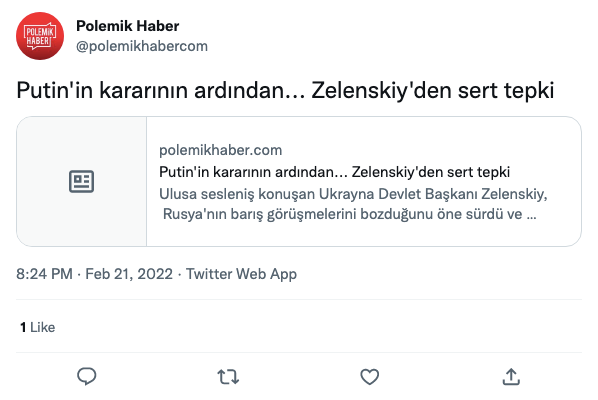 POLEMİK
HABER
Polemik Haber
@polemikhabercom
Putin'in kararının ardından... Zelenskiy'den sert tepki
polemikhaber.com
Putin'in kararının ardından... Zelenskiy'den sert tepki
Ulusa sesleniş konuşan Ukrayna Devlet Başkanı Zelenskiy,
Rusya'nın barış görüşmelerini bozduğunu öne sürdü ve ...
8:24 PM · Feb 21, 2022 · Twitter Web App
1 Like